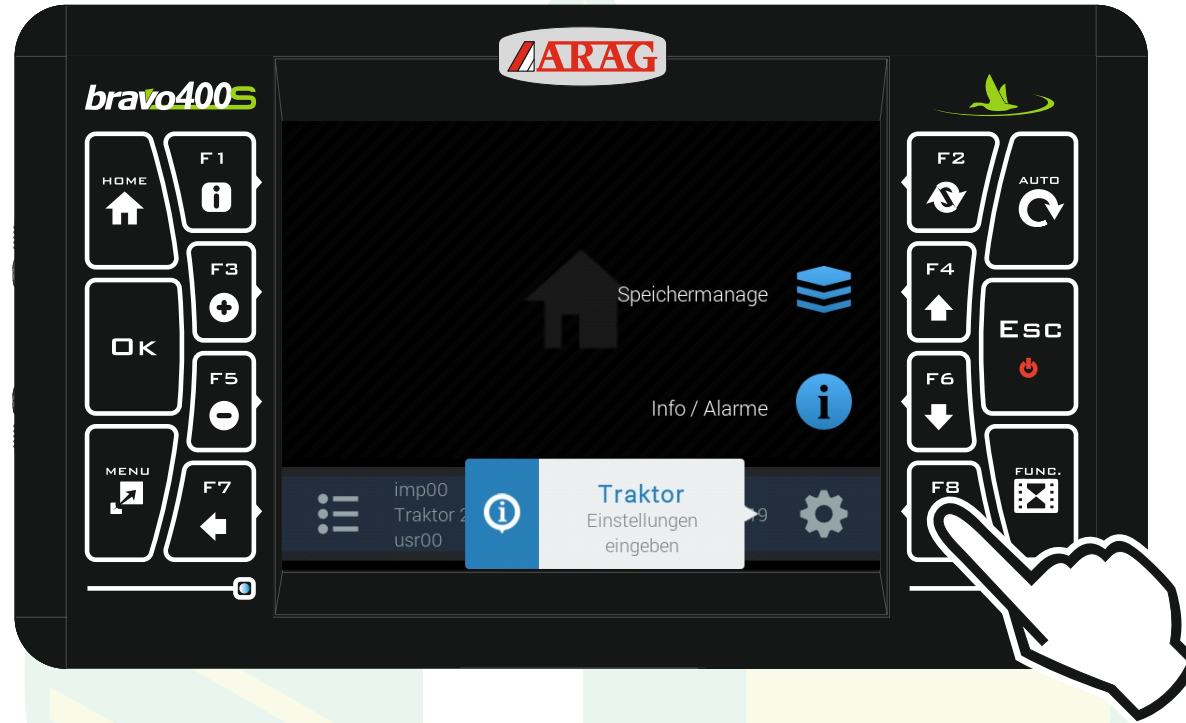 ARAG
bravo400S
HOME
F1
F2
AUTO
F3
F4
Speichermanage
OK
ESC
F5
F6
Info / Alarme
MENU
F7
imp00
Traktor 2
usr00
Traktor
Einstellungen
eingeben
19
F8
FUNC.